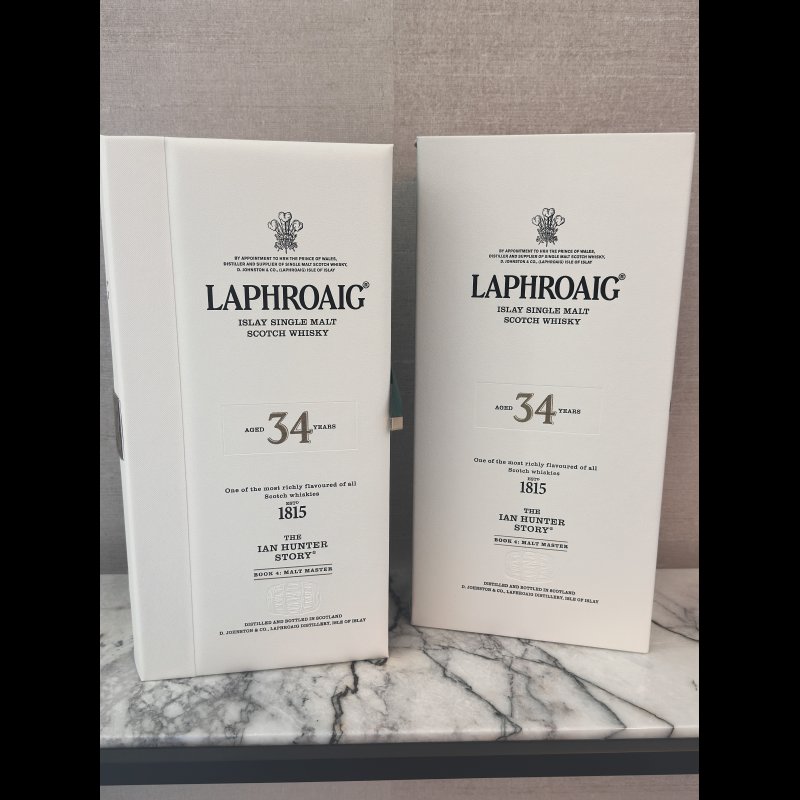 BY APPOINTMENT TO HRH THE PRINCE OF WALES,
DISTILLER AND SUPPLIER OF SINGLE MALT SCOTCH WHISKY,
D. JOHNSTON & CO., (LAPHROAIG) ISLE OF ISLAY
LAPHROAIG®
ISLAY SINGLE MALT
SCOTCH WHISKY
AGED 34 YEARS
One of the most richly flavoured of all
Scotch whiskies
ESTD
1815
THE
IAN HUNTER
STORY®
BOOK 4: MALT MASTER
DISTILLED AND BOTTLED IN SCOTLAND
D. JOHNSTON & CO., LAPHROAIG DISTILLERY, ISLE OF ISLAY
BY APPOINTMENT TO HRH THE PRINCE OF WALES,
DISTILLER AND SUPPLIER OF SINGLE MALT SCOTCH WHISKY,
D. JOHNSTON & CO., (LAPHROAIG) ISLE OF ISLAY
LAPHROAIG®
ISLAY SINGLE MALT
SCOTCH WHISKY
AGED 34 YEARS
One of the most richly flavoured of all
Scotch whiskies
ESTD
1815
THE
IAN HUNTER
STORY®
BOOK 4: MALT MASTER
DISTILLED AND BOTTLED IN SCOTLAND
D. JOHNSTON & CO., LAPHROAIG DISTILLERY, ISLE OF ISLAY